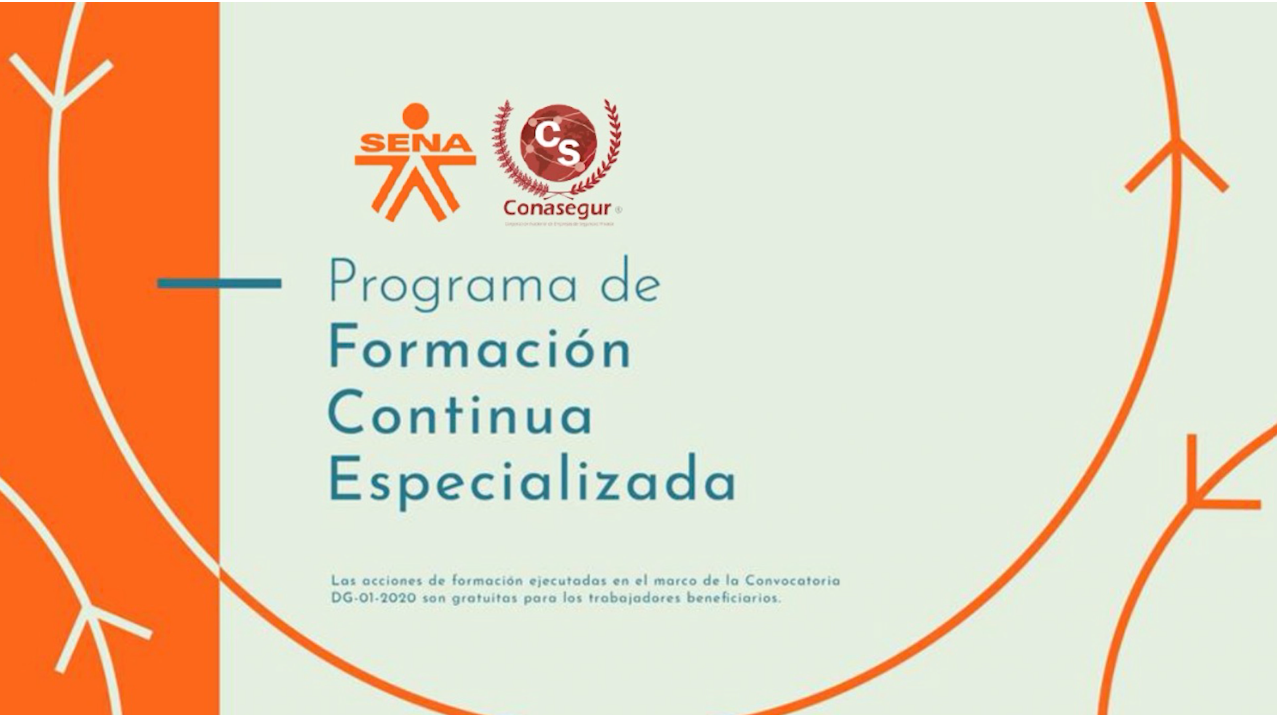 SENA
CS
Conasegur
Programa de
Formación
Continua
Especializada
Las acciones de formación ejecutadas en el marco de la Convocatoria
DG-01-2020 son gratuitas para los trabajadores beneficiarios.